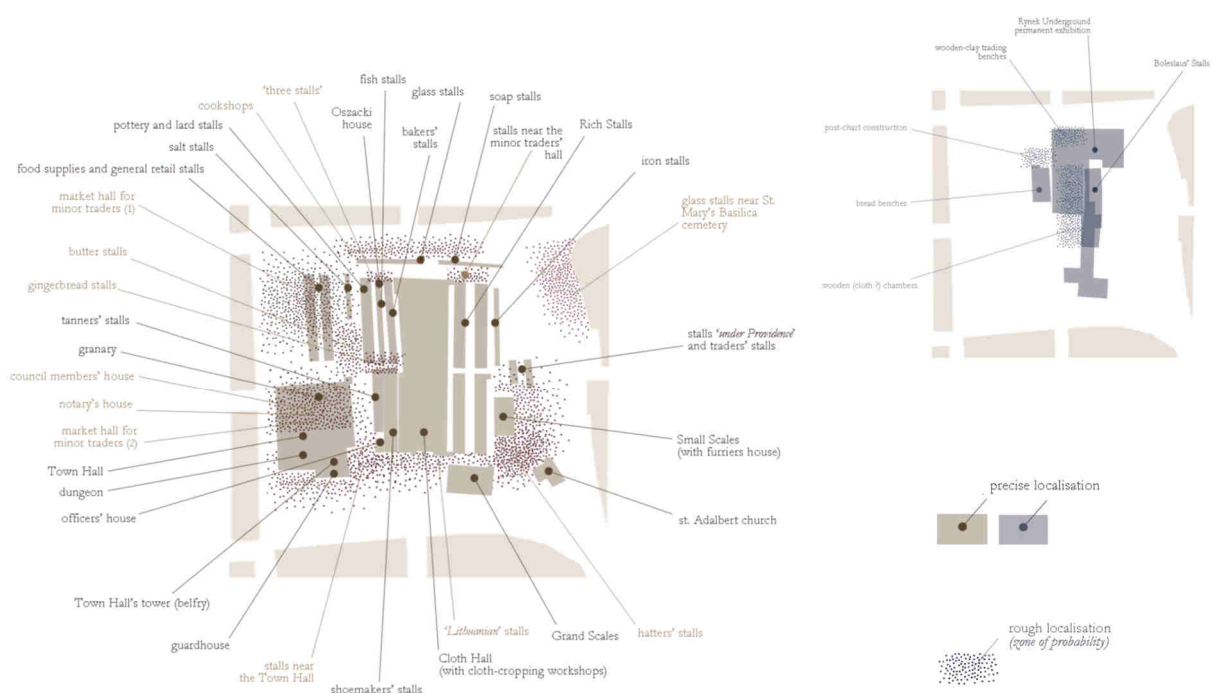 fish stalls
'three stalls'
glass stalls
soap stalls
cookshops
Oszacki
house
pottery and lard stalls
bakers'
stalls
stalls near the
minor traders'
hall
Rich Stalls
salt stalls
iron stalls
food supplies and general retail stalls
market hall for
minor traders (1)
glass stalls near St.
Mary's Basilica
cemetery
butter stalls
gingerbread stalls
tanners' stalls
granary
council members' house
notary's house
market hall for
minor traders (2)
Town Hall
dungeon
officers' house
stalls 'under Providence'
and traders' stalls
Small Scales
(with furriers house)
st. Adalbert church
Town Hall's tower (belfry)
guardhouse
stalls near
the Town Hall
shoemakers' stalls
Cloth Hall
(with cloth-cropping workshops)
'Lithuanian' stalls
Grand Scales
hatters' stalls
Rynek Underground
permanent exhibition
wooden-clay trading
benches
Boleslaus' Stalls
post-chart construction
bread benches
wooden (cloth ?) chambers
precise localisation
rough localisation
(zone of probability)